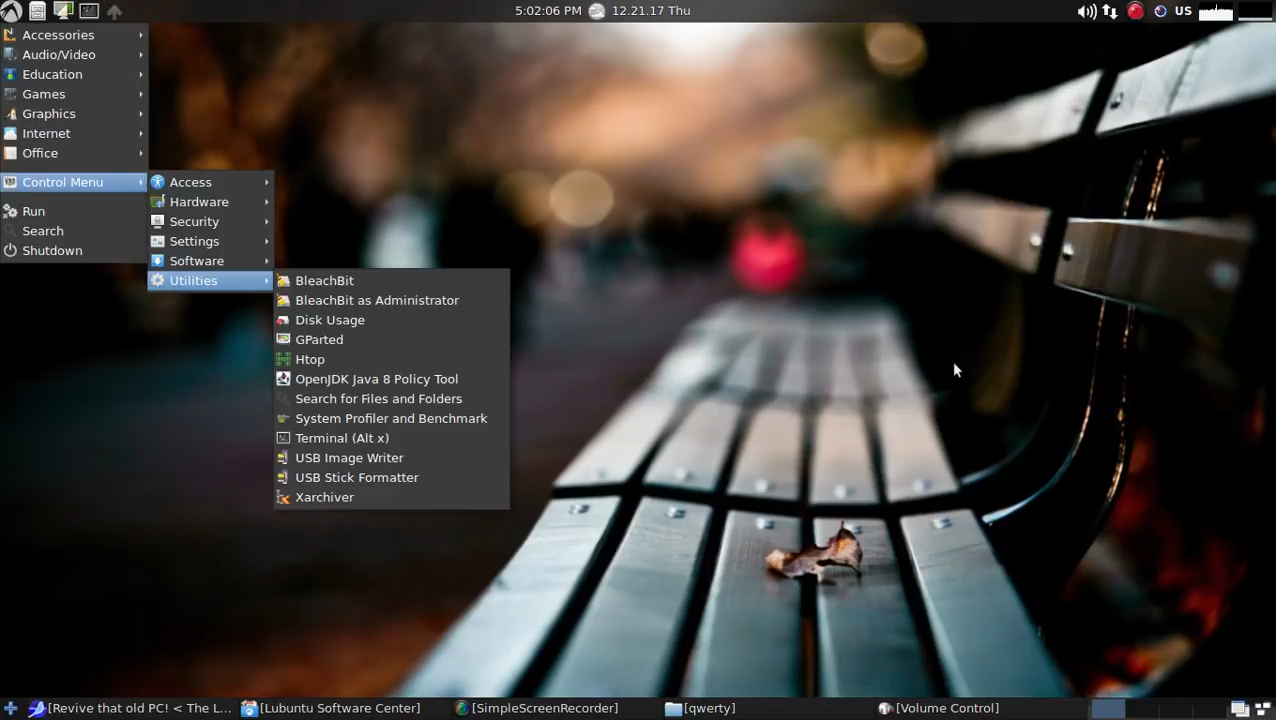 5:02:06 PM 12.21.17 Thu US
Accessories
Audio/Video
Education
Games
Graphics
Internet
Office
Control Menu
Run
Search
Shutdown
Access
Hardware
Security
Settings
Software
Utilities
BleachBit
BleachBit as Administrator
Disk Usage
GParted
Htop
OpenJDK Java 8 Policy Tool
Search for Files and Folders
System Profiler and Benchmark
Terminal (Alt x)
USB Image Writer
USB Stick Formatter
Xarchiver
[Revive that old PC! < The L... [Lubuntu Software Center] [SimpleScreenRecorder] [qwerty] [Volume Control]